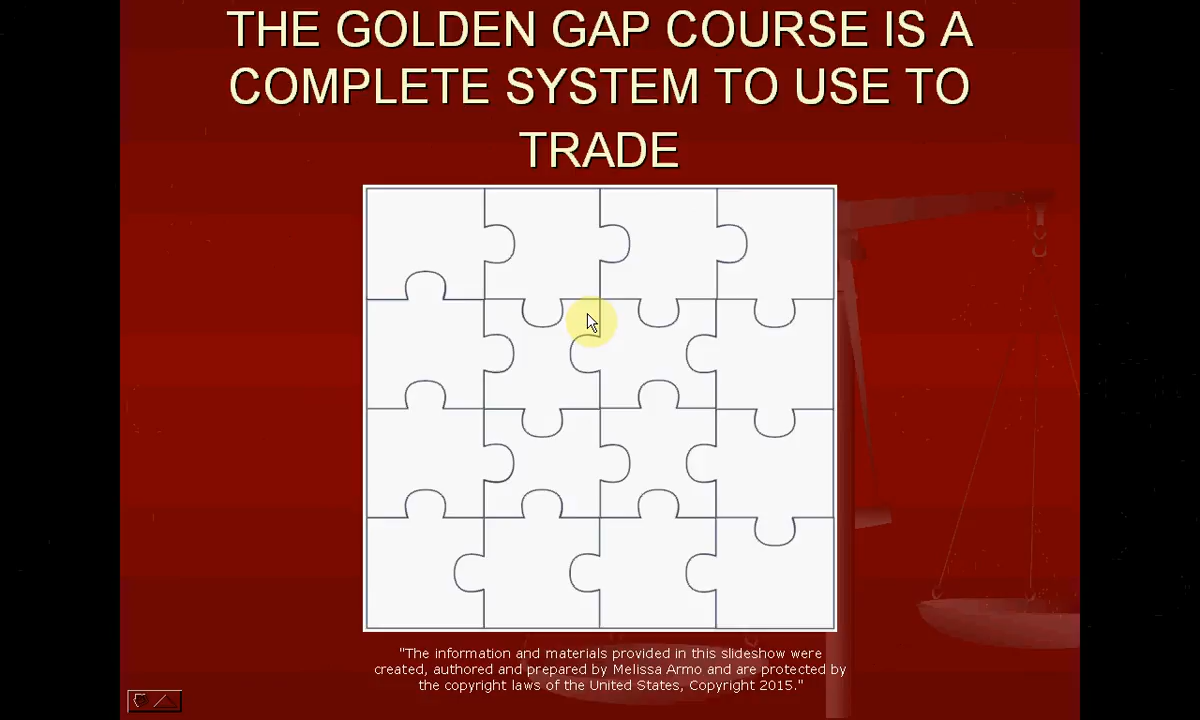 THE GOLDEN GAP COURSE IS A
COMPLETE SYSTEM TO USE TO
TRADE
"The information and materials provided in this slideshow were
created, authored and prepared by Melissa Armo and are protected by
the copyright laws of the United States, Copyright 2015."